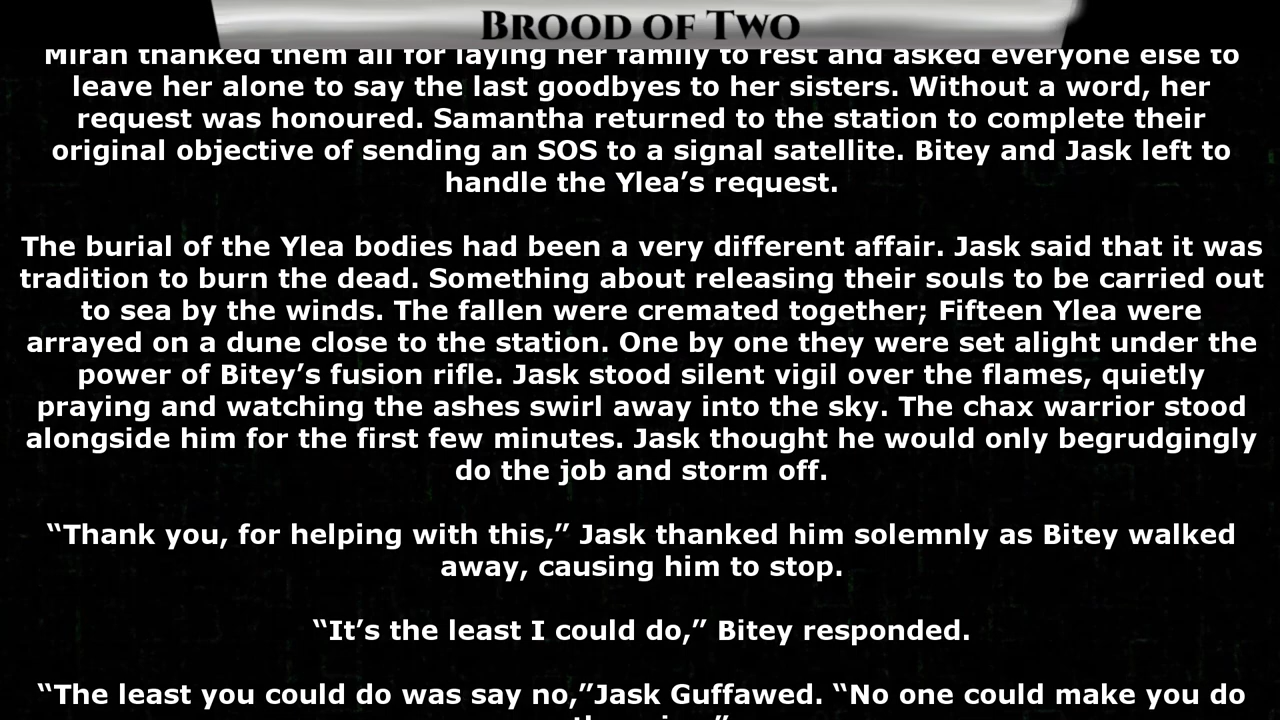 Brood of Two
Mirah thanked them all for laying her family to rest and asked everyone else to
leave her alone to say the last goodbyes to her sisters. Without a word, her
request was honoured. Samantha returned to the station to complete their
original objective of sending an SOS to a signal satellite. Bitey and Jask left to
handle the Ylea’s request.
The burial of the Ylea bodies had been a very different affair. Jask said that it was
tradition to burn the dead. Something about releasing their souls to be carried out
to sea by the winds. The fallen were cremated together; Fifteen Ylea were
arrayed on a dune close to the station. One by one they were set alight under the
power of Bitey’s fusion rifle. Jask stood silent vigil over the flames, quietly
praying and watching the ashes swirl away into the sky. The chax warrior stood
alongside him for the first few minutes. Jask thought he would only begrudgingly
do the job and storm off.
“Thank you, for helping with this,” Jask thanked him solemnly as Bitey walked
away, causing him to stop.
“It’s the least I could do,” Bitey responded.
“The least you could do was say no,”Jask Guffawed. “No one could make you do